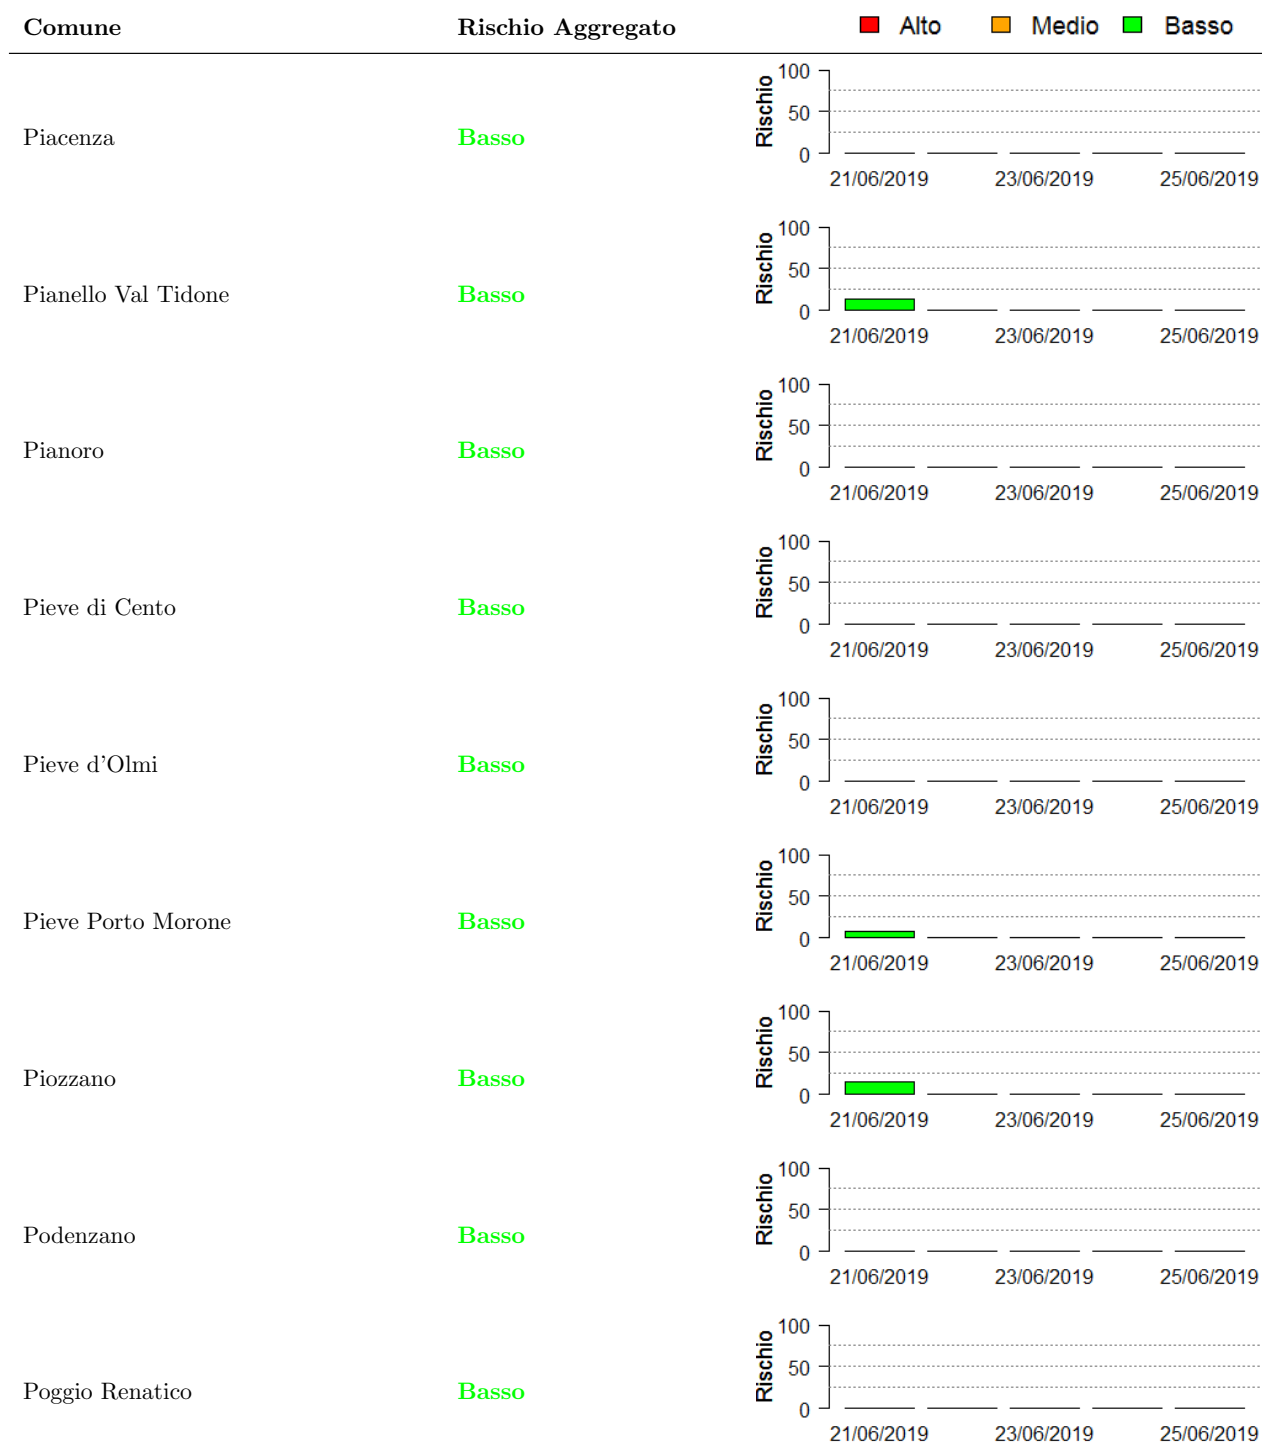 Comune Rischio Aggregato Alto Medio Basso
100
50
0
Rischio
Piacenza Basso
21/06/2019 23/06/2019 25/06/2019
100
50
0
Rischio
Pianello Val Tidone Basso
21/06/2019 23/06/2019 25/06/2019
100
50
0
Rischio
Pianoro Basso
21/06/2019 23/06/2019 25/06/2019
100
50
0
Rischio
Pieve di Cento Basso
21/06/2019 23/06/2019 25/06/2019
100
50
0
Rischio
Pieve d'Olmi Basso
21/06/2019 23/06/2019 25/06/2019
100
50
0
Rischio
Pieve Porto Morone Basso
21/06/2019 23/06/2019 25/06/2019
100
50
0
Rischio
Piozzano Basso
21/06/2019 23/06/2019 25/06/2019
100
50
0
Rischio
Podenzano Basso
21/06/2019 23/06/2019 25/06/2019
100
50
0
Rischio
Poggio Renatico Basso
21/06/2019 23/06/2019 25/06/2019